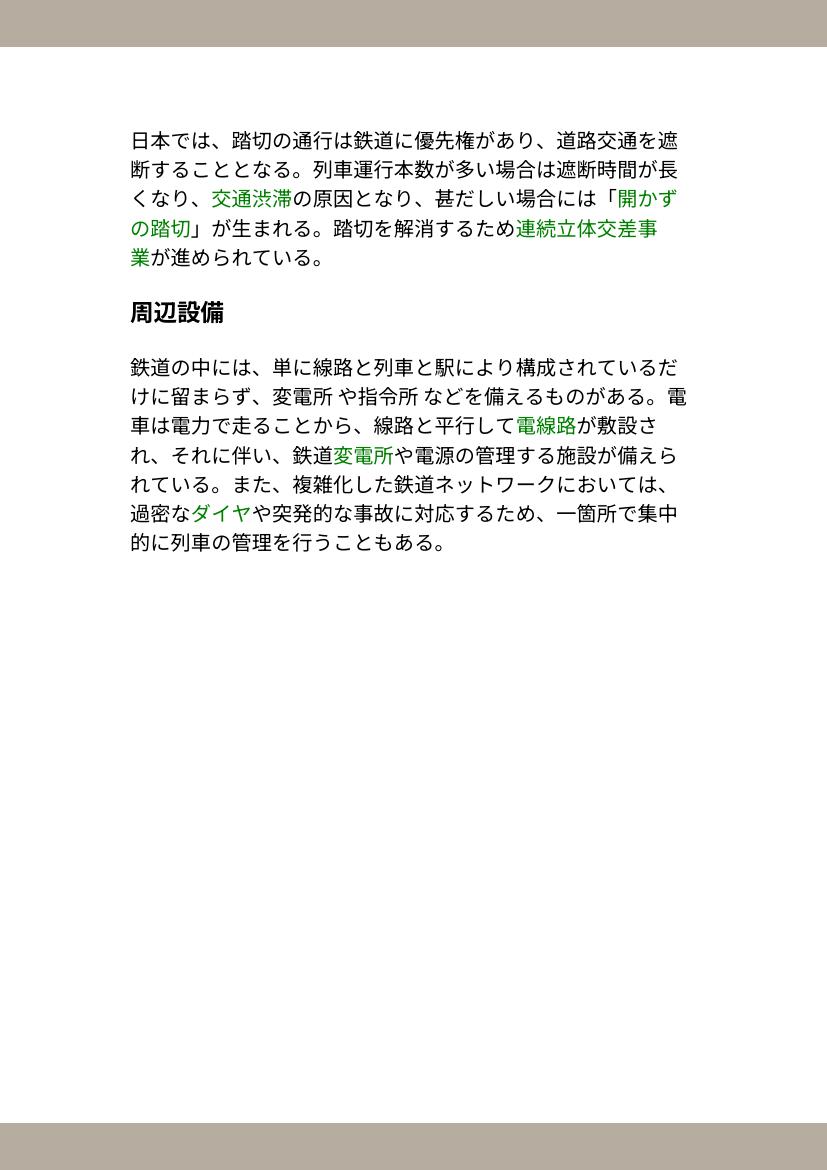 日本では、踏切の通行は鉄道に優先権があり、道路交通を遮
断することとなる。列車運行本数が多い場合は遮断時間が長
くなり、交通渋滞の原因となり、甚だしい場合には「開かず
の踏切」が生まれる。踏切を解消するため連続立体交差事
業が進められている。
周辺設備
鉄道の中には、単に線路と列車と駅により構成されているだ
けに留まらず、変電所 や指令所 などを備えるものがある。電
車は電力で走ることから、線路と平行して電線路が敷設さ
れ、それに伴い、鉄道変電所や電源の管理する施設が備えら
れている。また、複雑化した鉄道ネットワークにおいては、
過密なダイヤや突発的な事故に対応するため、一箇所で集中
的に列車の管理を行うこともある。